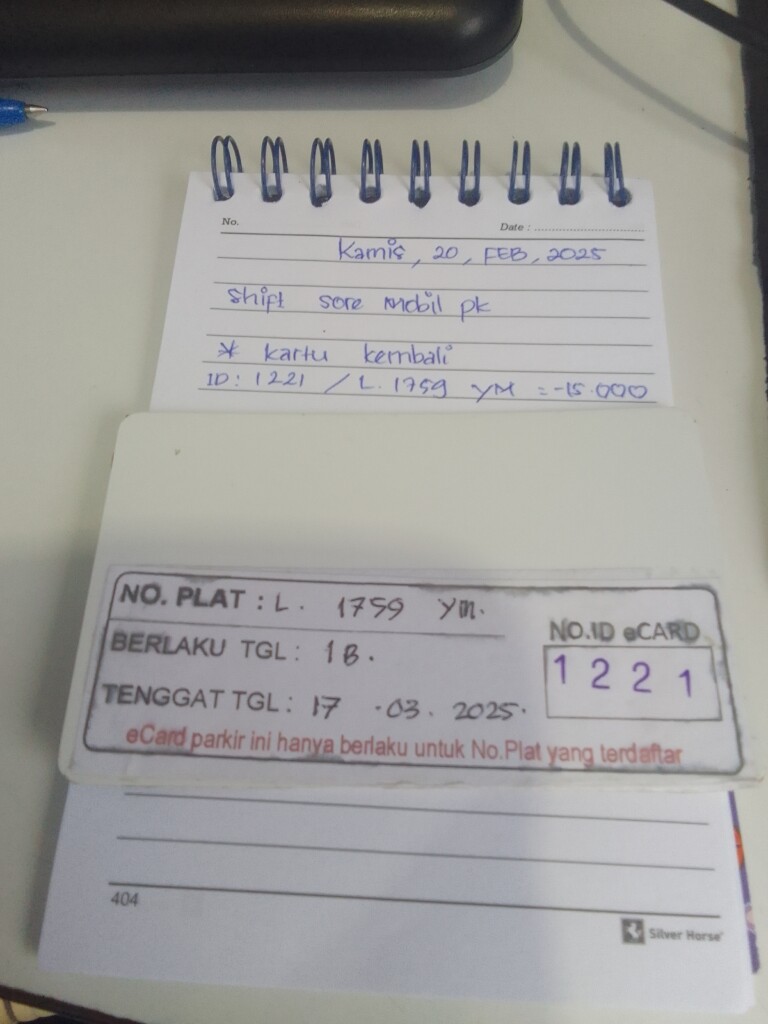 No.
Date : ..........................
Kamis, 20, FEB, 2025
Shift sore mobil pk
* kartu kembali
ID: 1221 / L. 1759 YM = -15.000
NO. PLAT : L. 1759 YM.
BERLAKU TGL : 18.
TENGGAT TGL : 17 .03. 2025.
NO.ID eCARD
1221
eCard parkir ini hanya berlaku untuk No.Plat yang terdaftar
404
Silver Horse